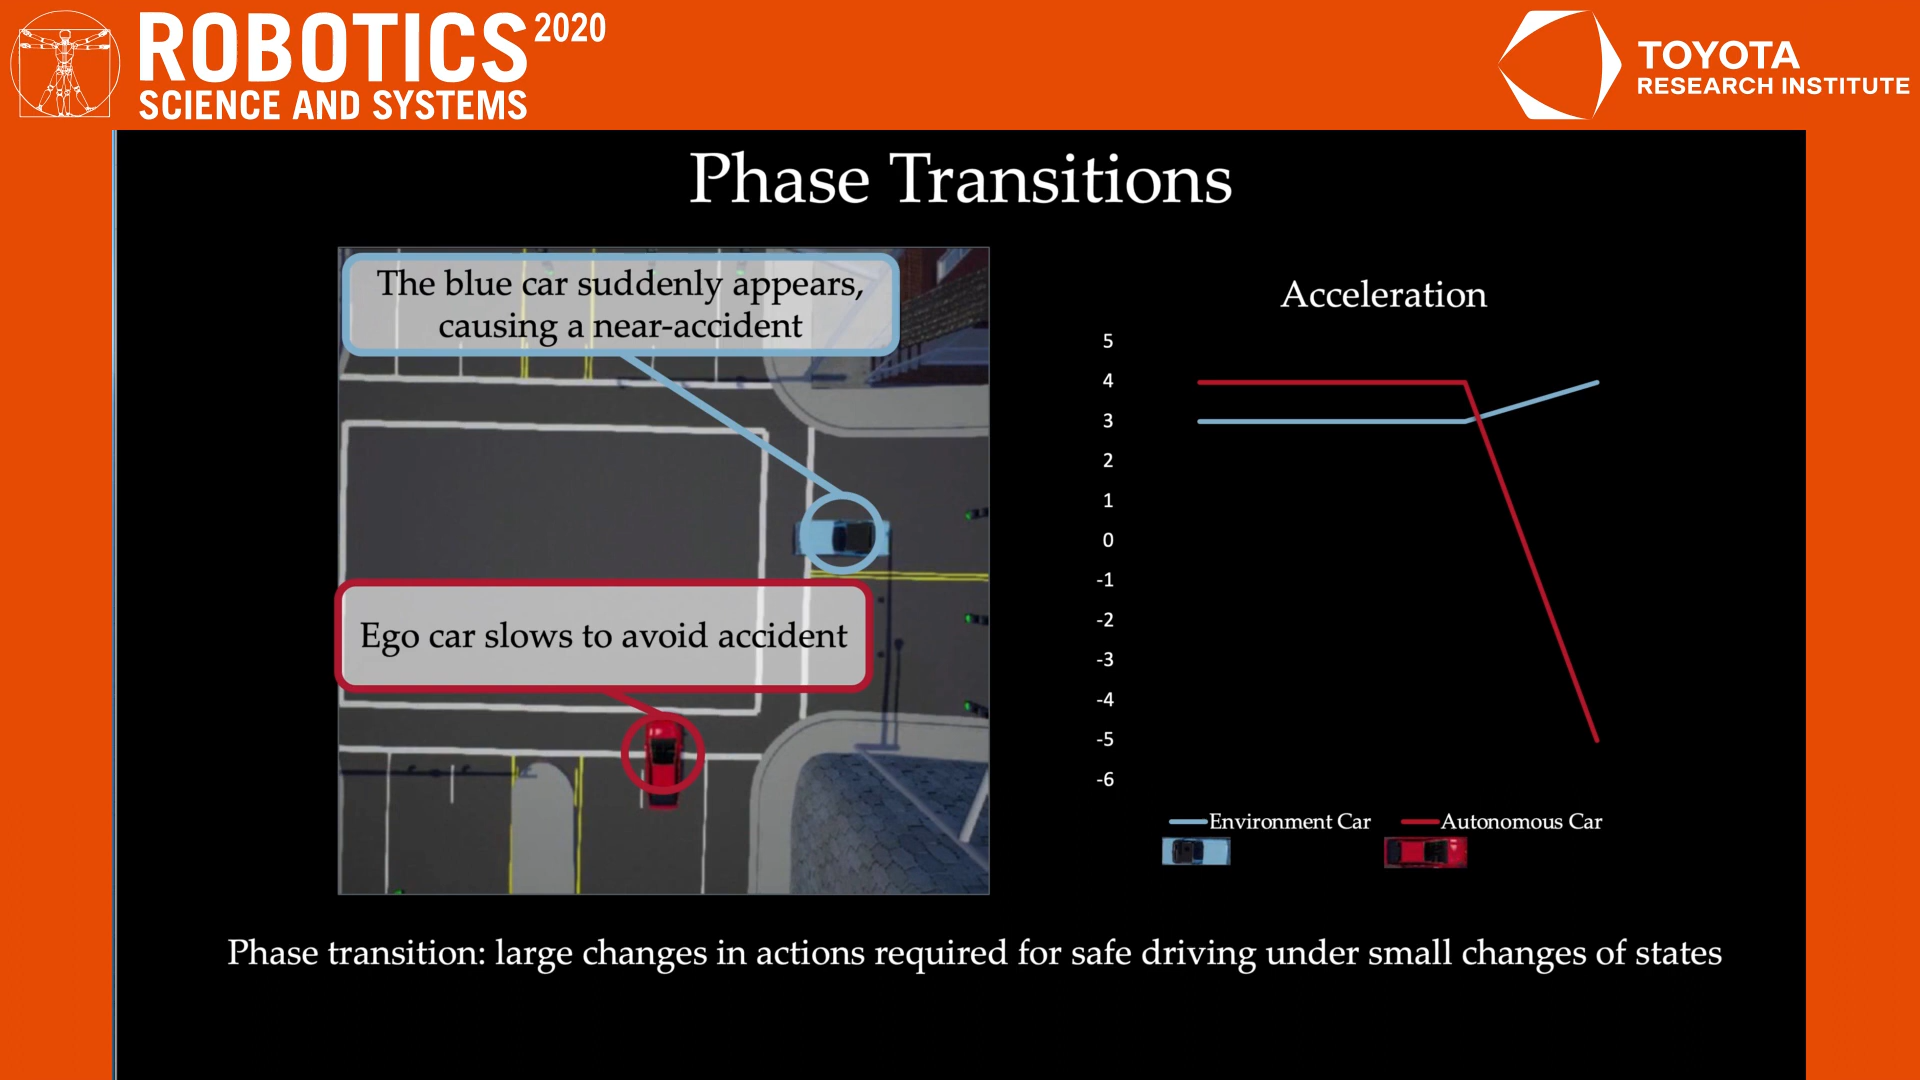 ROBOTICS 2020
SCIENCE AND SYSTEMS
TOYOTA
RESEARCH INSTITUTE
Phase Transitions
The blue car suddenly appears,
causing a near-accident
Ego car slows to avoid accident
Acceleration
5
4
3
2
1
0
-1
-2
-3
-4
-5
-6
Environment Car
Autonomous Car
Phase transition: large changes in actions required for safe driving under small changes of states